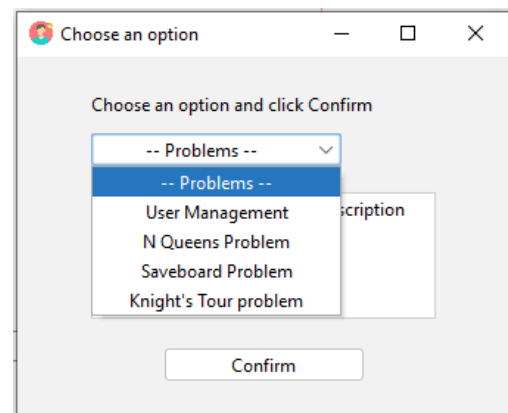 Choose an option
Choose an option and click Confirm
-- Problems --
-- Problems --
User Management
scription
N Queens Problem
Saveboard Problem
Knight's Tour problem
Confirm